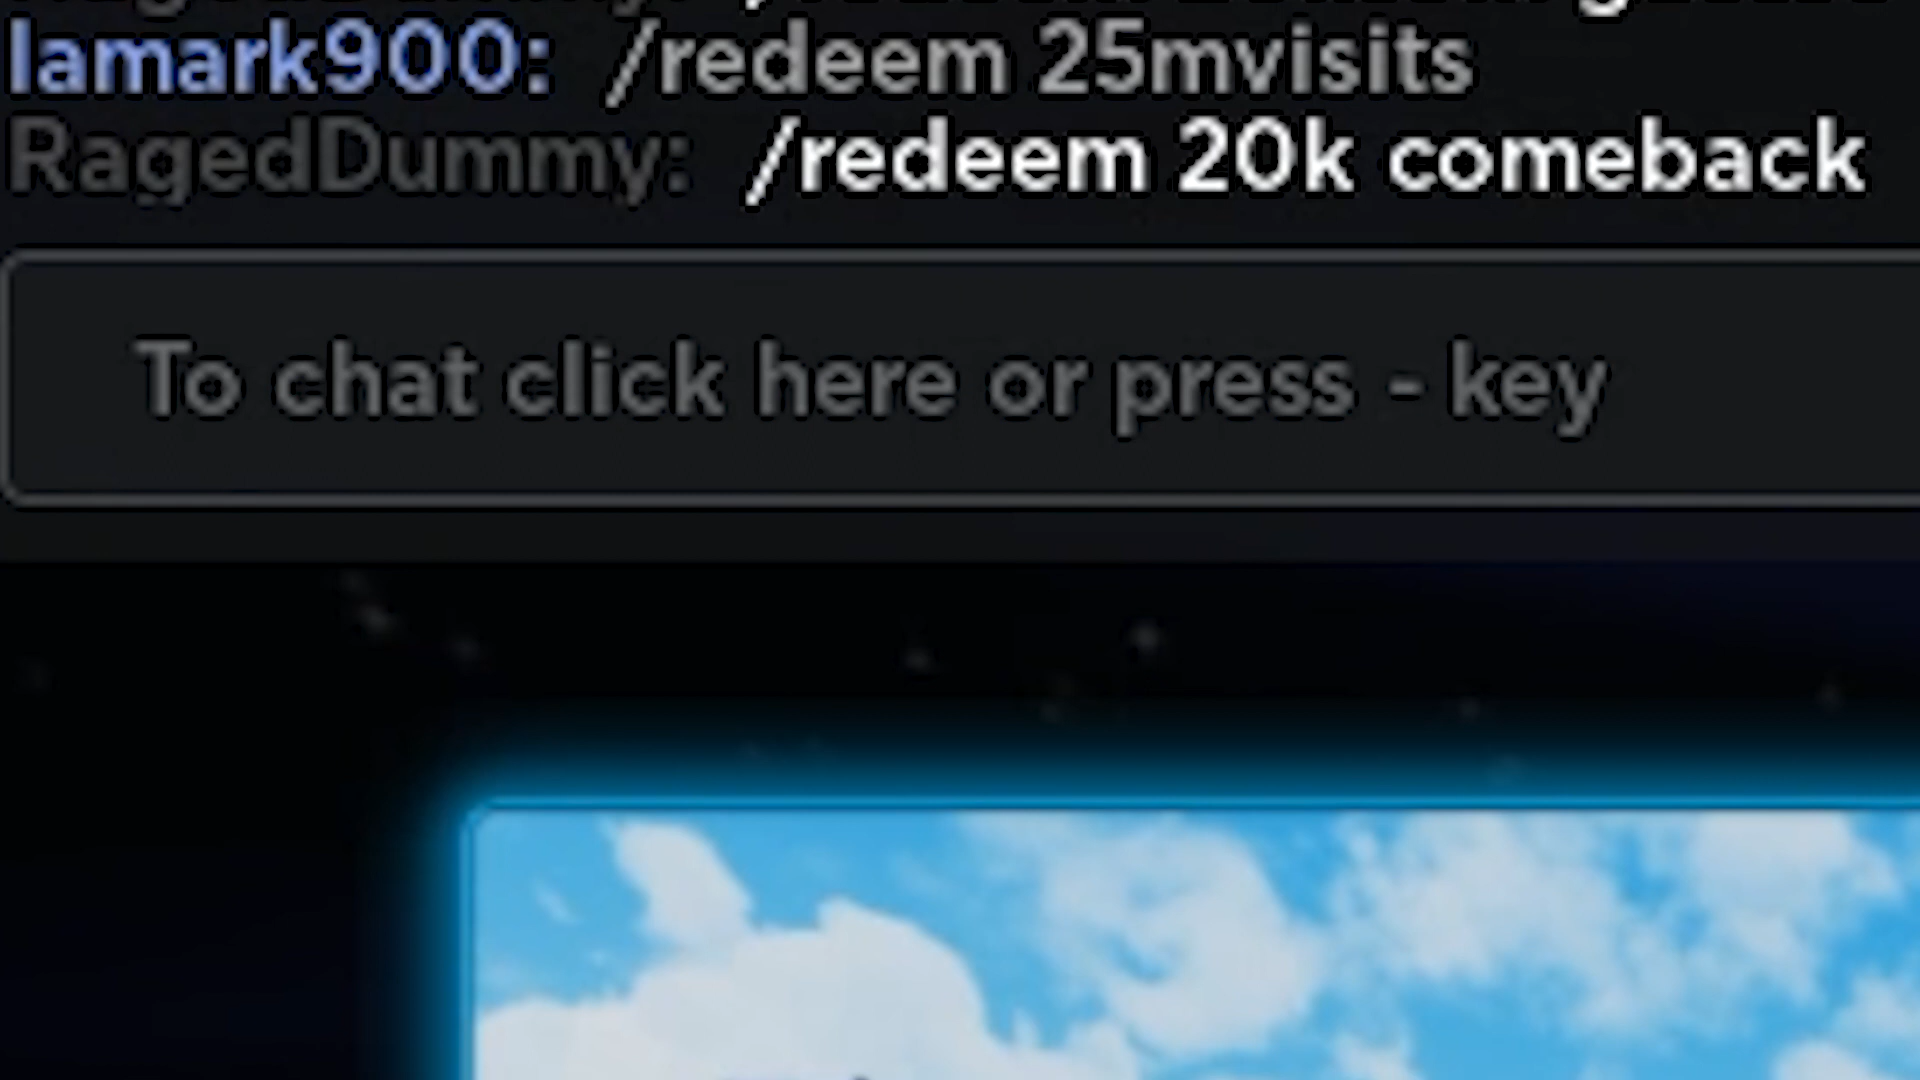 lamark900: /redeem 25mvisits
RagedDummy: /redeem 20k comeback
To chat click here or press - key